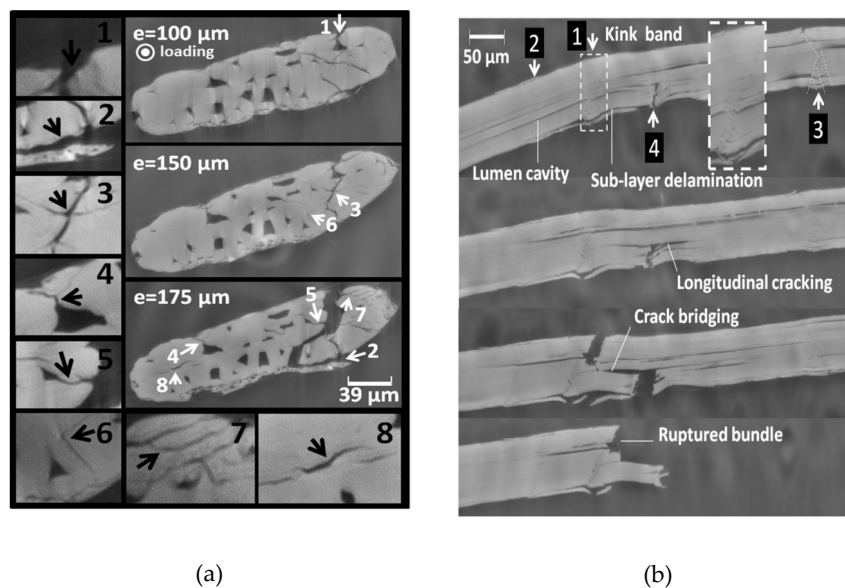 1
2
3
4
5
6
7
8
e=100 µm
loading
1
e=150 µm
6
3
e=175 µm
5
7
4
2
8
39 µm
50 µm
2
1
Kink band
3
4
Lumen cavity
Sub-layer delamination
Longitudinal cracking
Crack bridging
Ruptured bundle
(a)
(b)